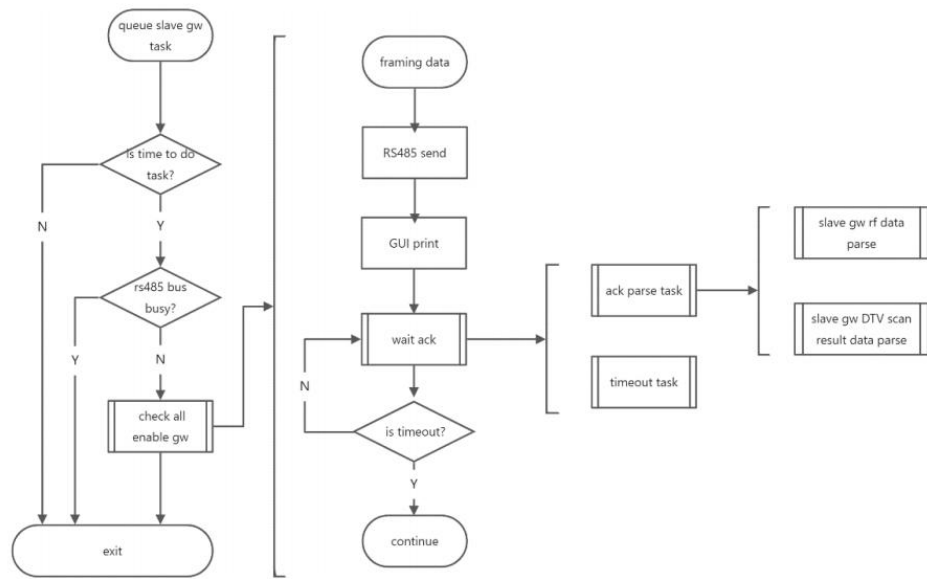 queue slave gw
task
is time to do
task?
N
Y
rs485 bus
busy?
Y
N
check all
enable gw
exit
framing data
RS485 send
GUI print
wait ack
N
is timeout?
Y
continue
ack parse task
timeout task
slave gw rf data
parse
slave gw DTV scan
result data parse